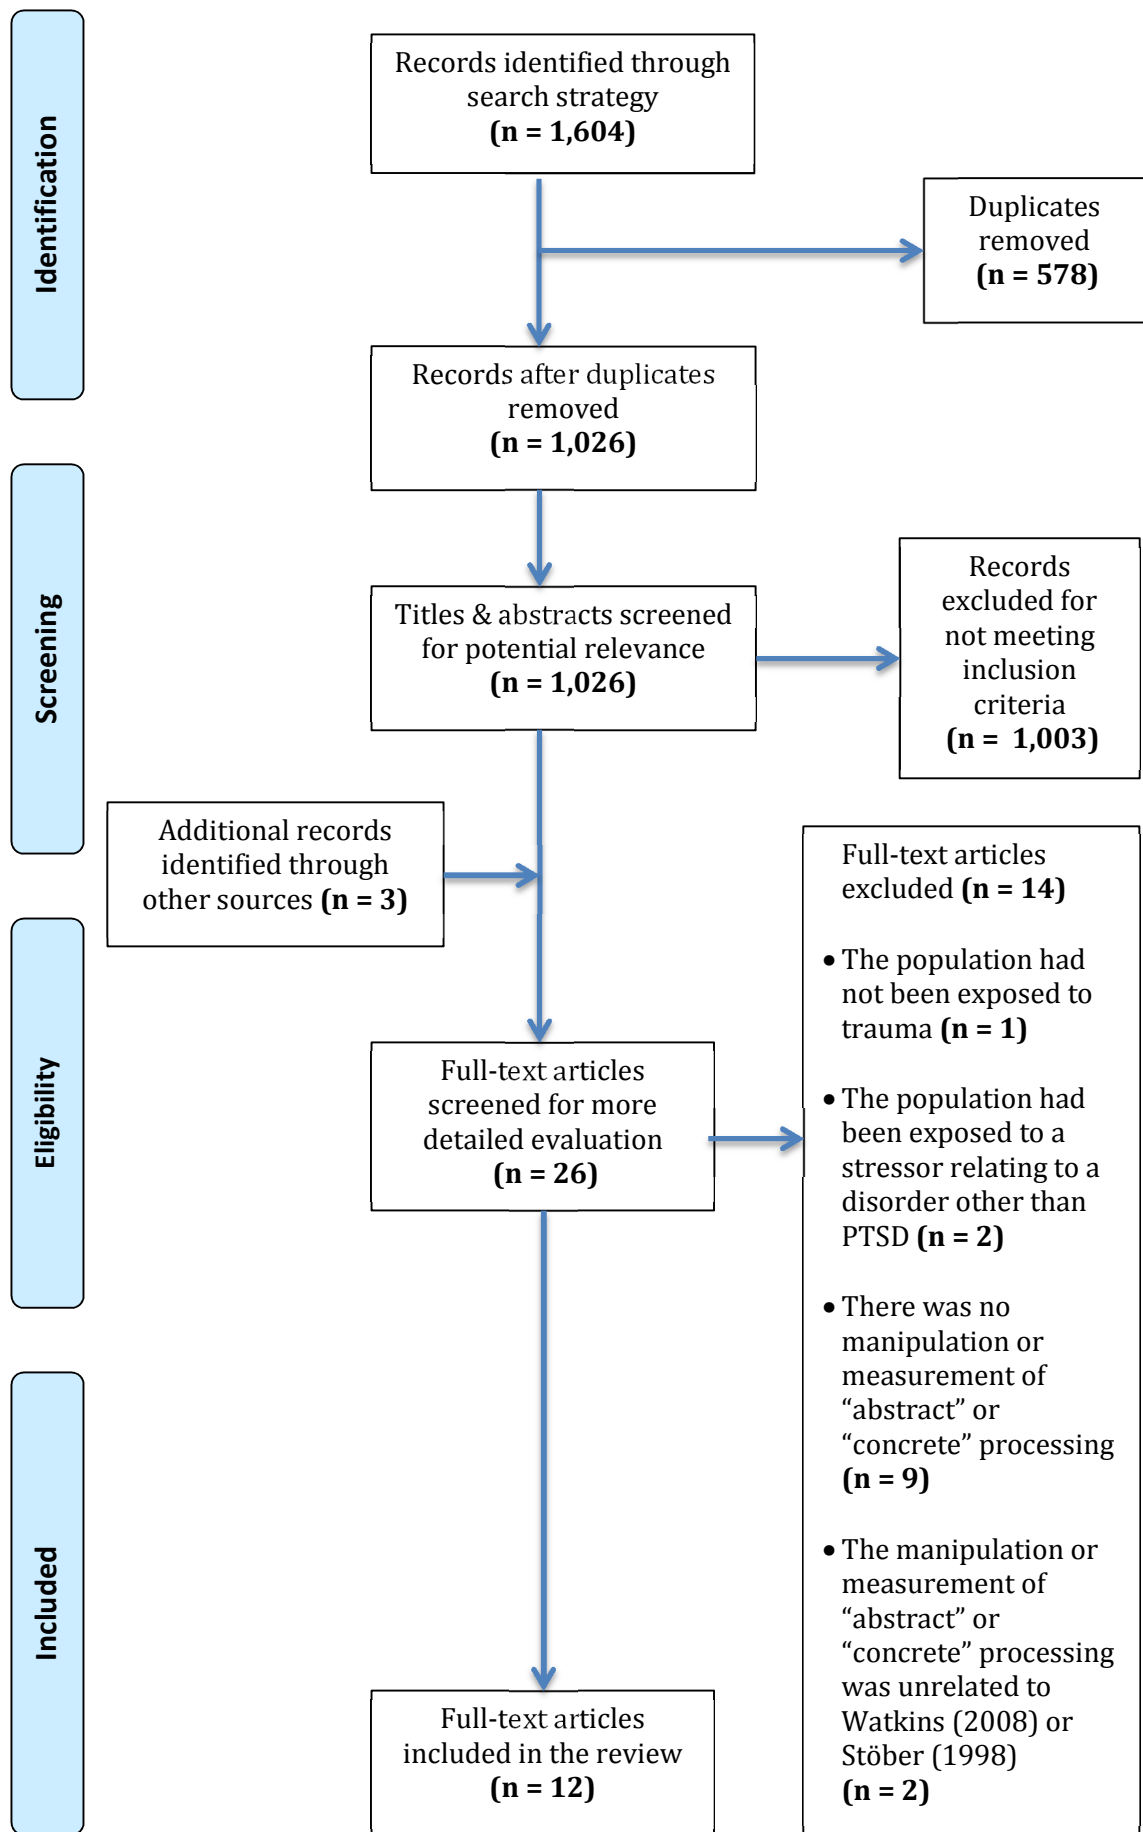 Identification
Records identified through
search strategy
(n = 1,604)
Duplicates
removed
(n = 578)
Records after duplicates
removed
(n = 1,026)
Screening
Titles & abstracts screened
for potential relevance
(n = 1,026)
Records
excluded for
not meeting
inclusion
criteria
(n =  1,003)
Additional records
identified through
other sources (n = 3)
Eligibility
Full-text articles
screened for more
detailed evaluation
(n = 26)
Full-text articles
excluded (n = 14)
• The population had
not been exposed to
trauma (n = 1)
• The population had
been exposed to a
stressor relating to a
disorder other than
PTSD (n = 2)
• There was no
manipulation or
measurement of
“abstract” or
“concrete” processing
(n = 9)
• The manipulation or
measurement of
“abstract” or
“concrete” processing
was unrelated to
Watkins (2008) or
Stöber (1998)
(n = 2)
Included
Full-text articles
included in the review
(n = 12)